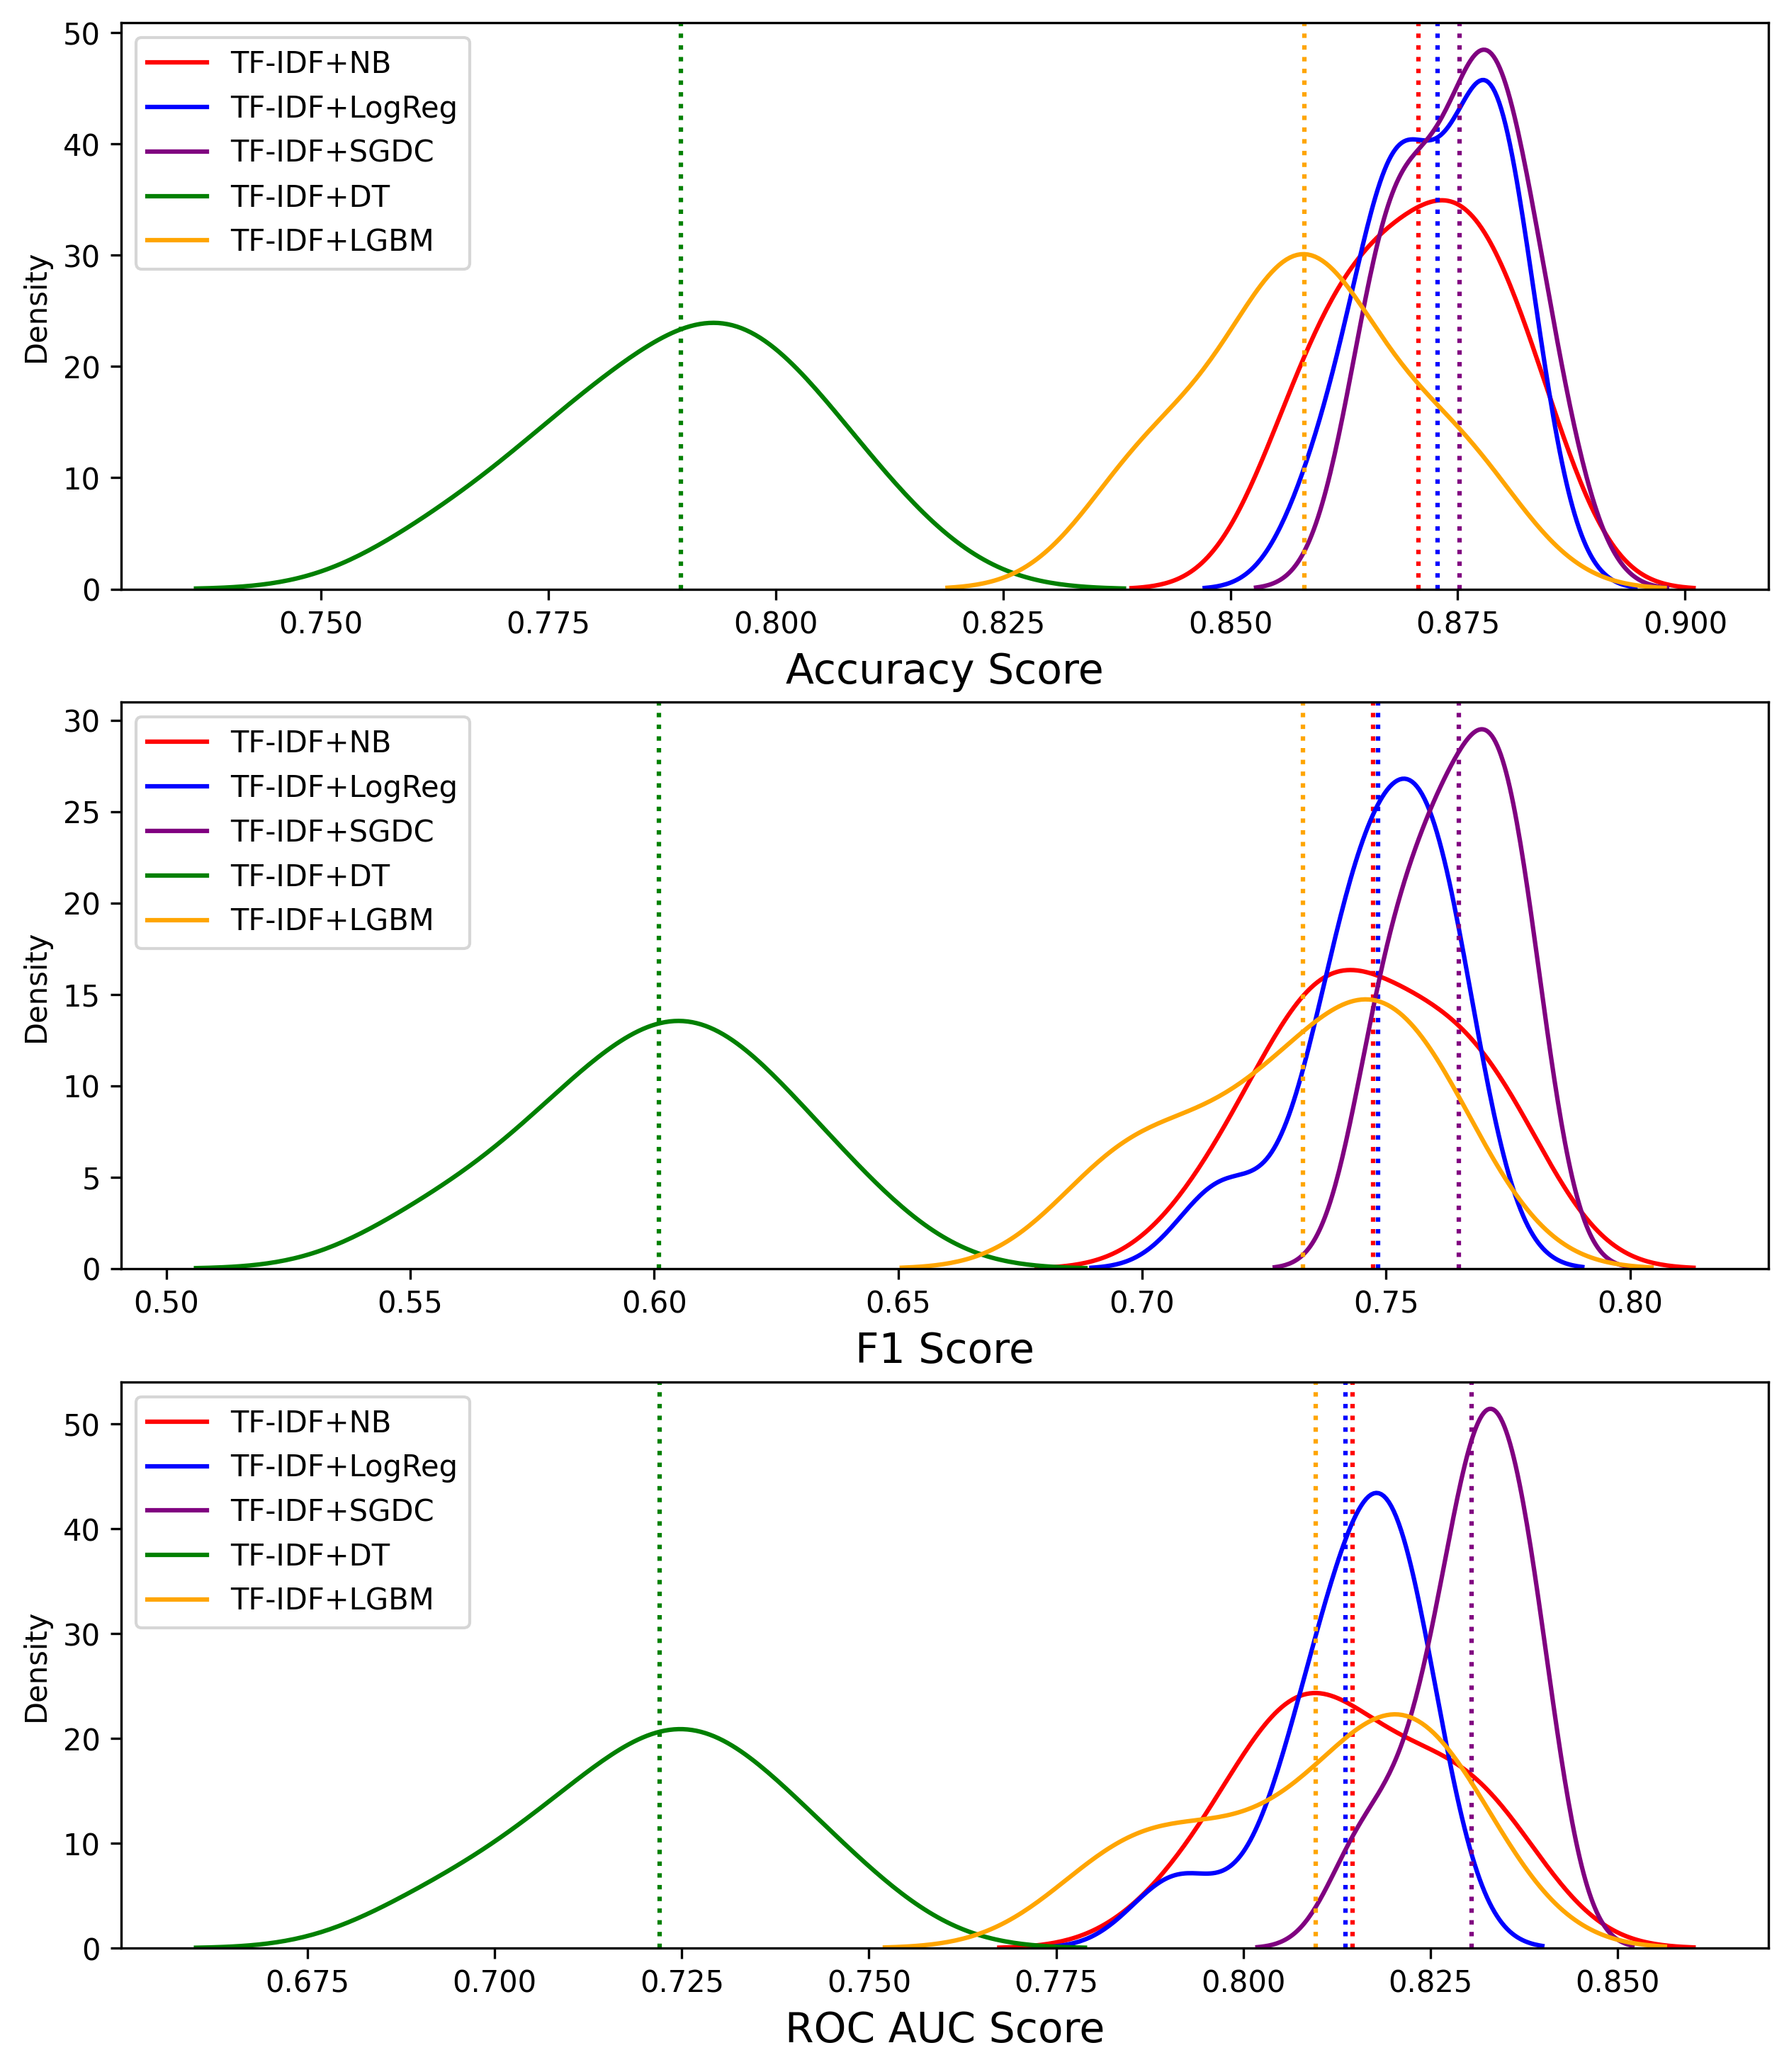 50
40
30
20
10
0
Density
TF-IDF+NB
TF-IDF+LogReg
TF-IDF+SGDC
TF-IDF+DT
TF-IDF+LGBM
0.750 0.775 0.800 0.825 0.850 0.875 0.900
Accuracy Score
30
25
20
15
10
5
0
Density
TF-IDF+NB
TF-IDF+LogReg
TF-IDF+SGDC
TF-IDF+DT
TF-IDF+LGBM
0.50 0.55 0.60 0.65 0.70 0.75 0.80
F1 Score
50
40
30
20
10
0
Density
TF-IDF+NB
TF-IDF+LogReg
TF-IDF+SGDC
TF-IDF+DT
TF-IDF+LGBM
0.675 0.700 0.725 0.750 0.775 0.800 0.825 0.850
ROC AUC Score